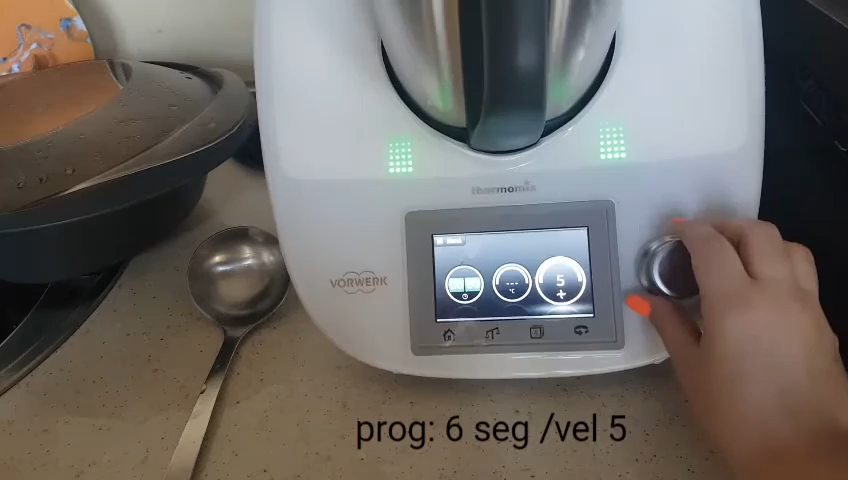 thermomix
VORWERK
5
---
°C
+
prog: 6 seg /vel 5